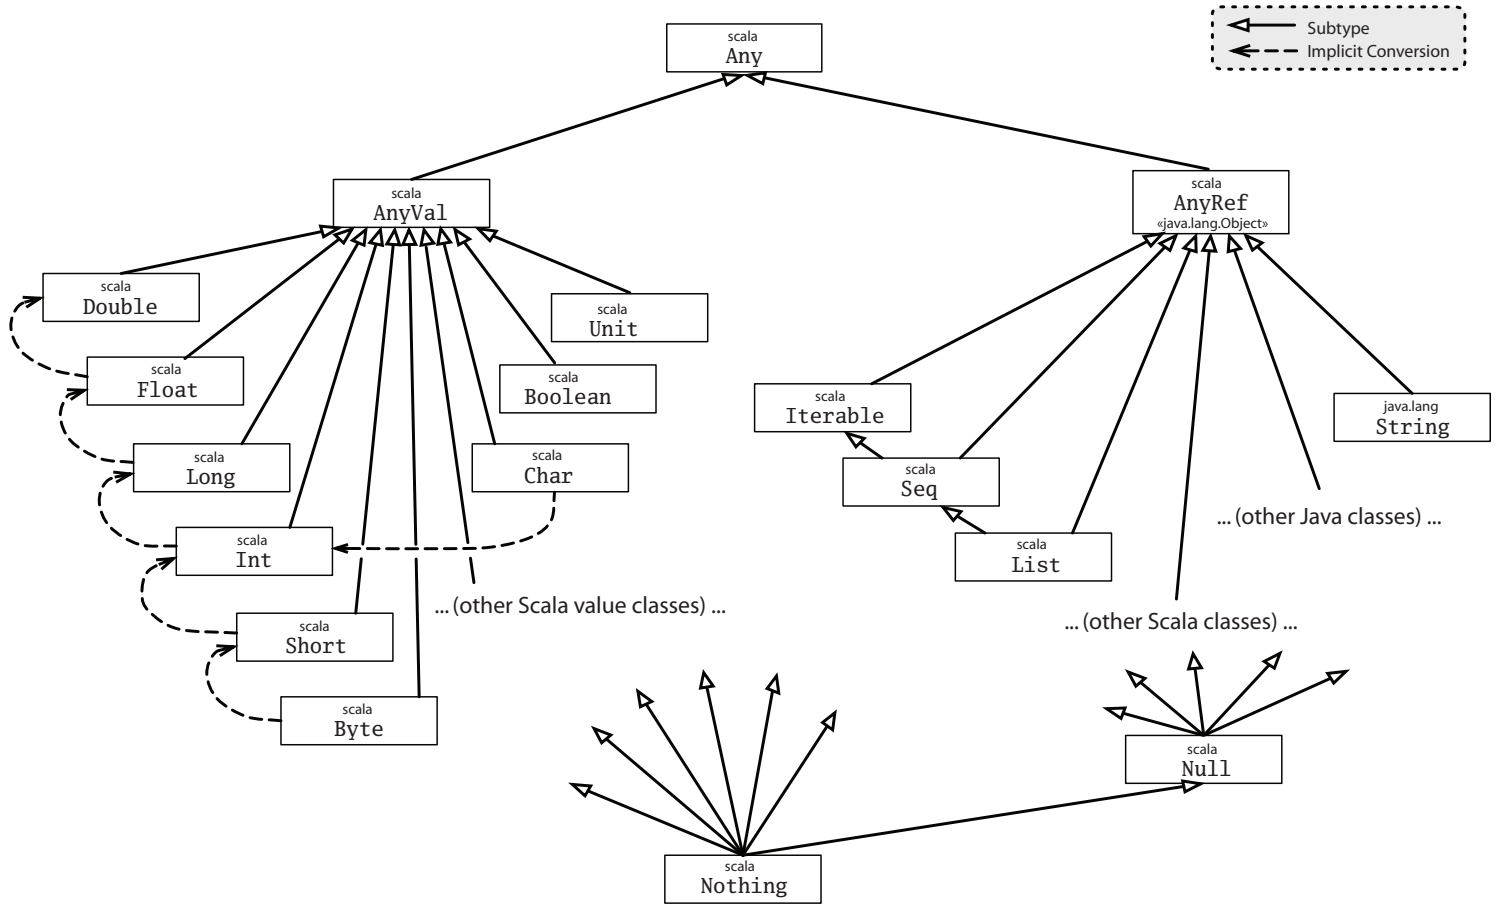 scala
Any
Subtype
Implicit Conversion
scala
AnyVal
scala
AnyRef
«java.lang.Object»
scala
Double
scala
Unit
scala
Float
scala
Boolean
scala
Iterable
java.lang
String
scala
Long
scala
Char
scala
Seq
... (other Java classes) ...
scala
Int
scala
List
... (other Scala value classes) ...
scala
Short
... (other Scala classes) ...
scala
Byte
scala
Null
scala
Nothing